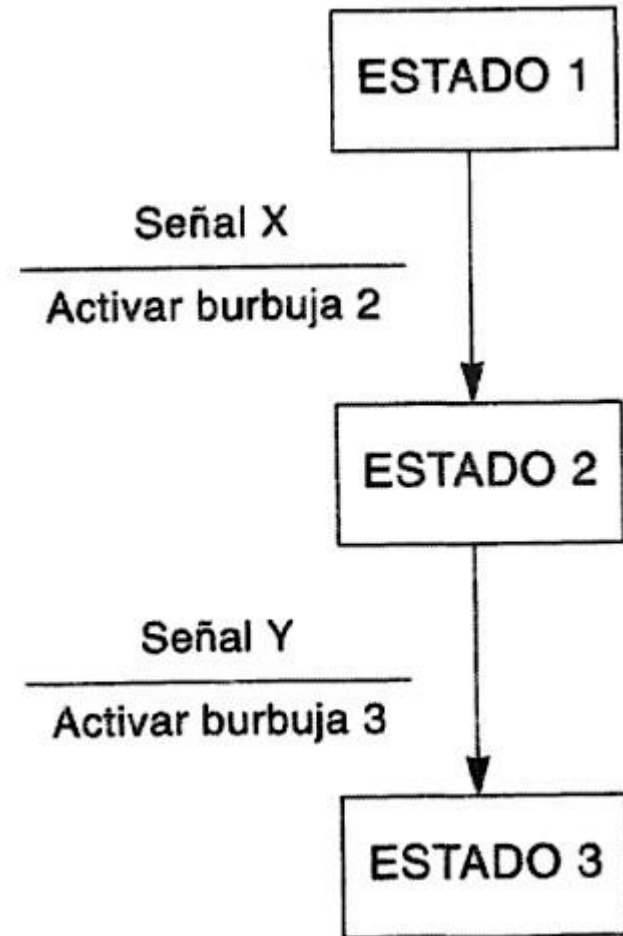 ESTADO 1
Señal X
Activar burbuja 2
ESTADO 2
Señal Y
Activar burbuja 3
ESTADO 3